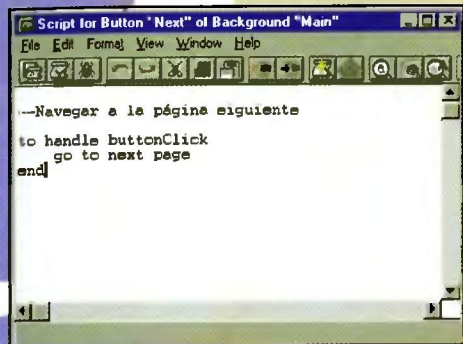 Script for Button "Next" of Background "Main"
File Edit Format View Window Help
--Navegar a la página siguiente
to handle buttonClick
go to next page
end